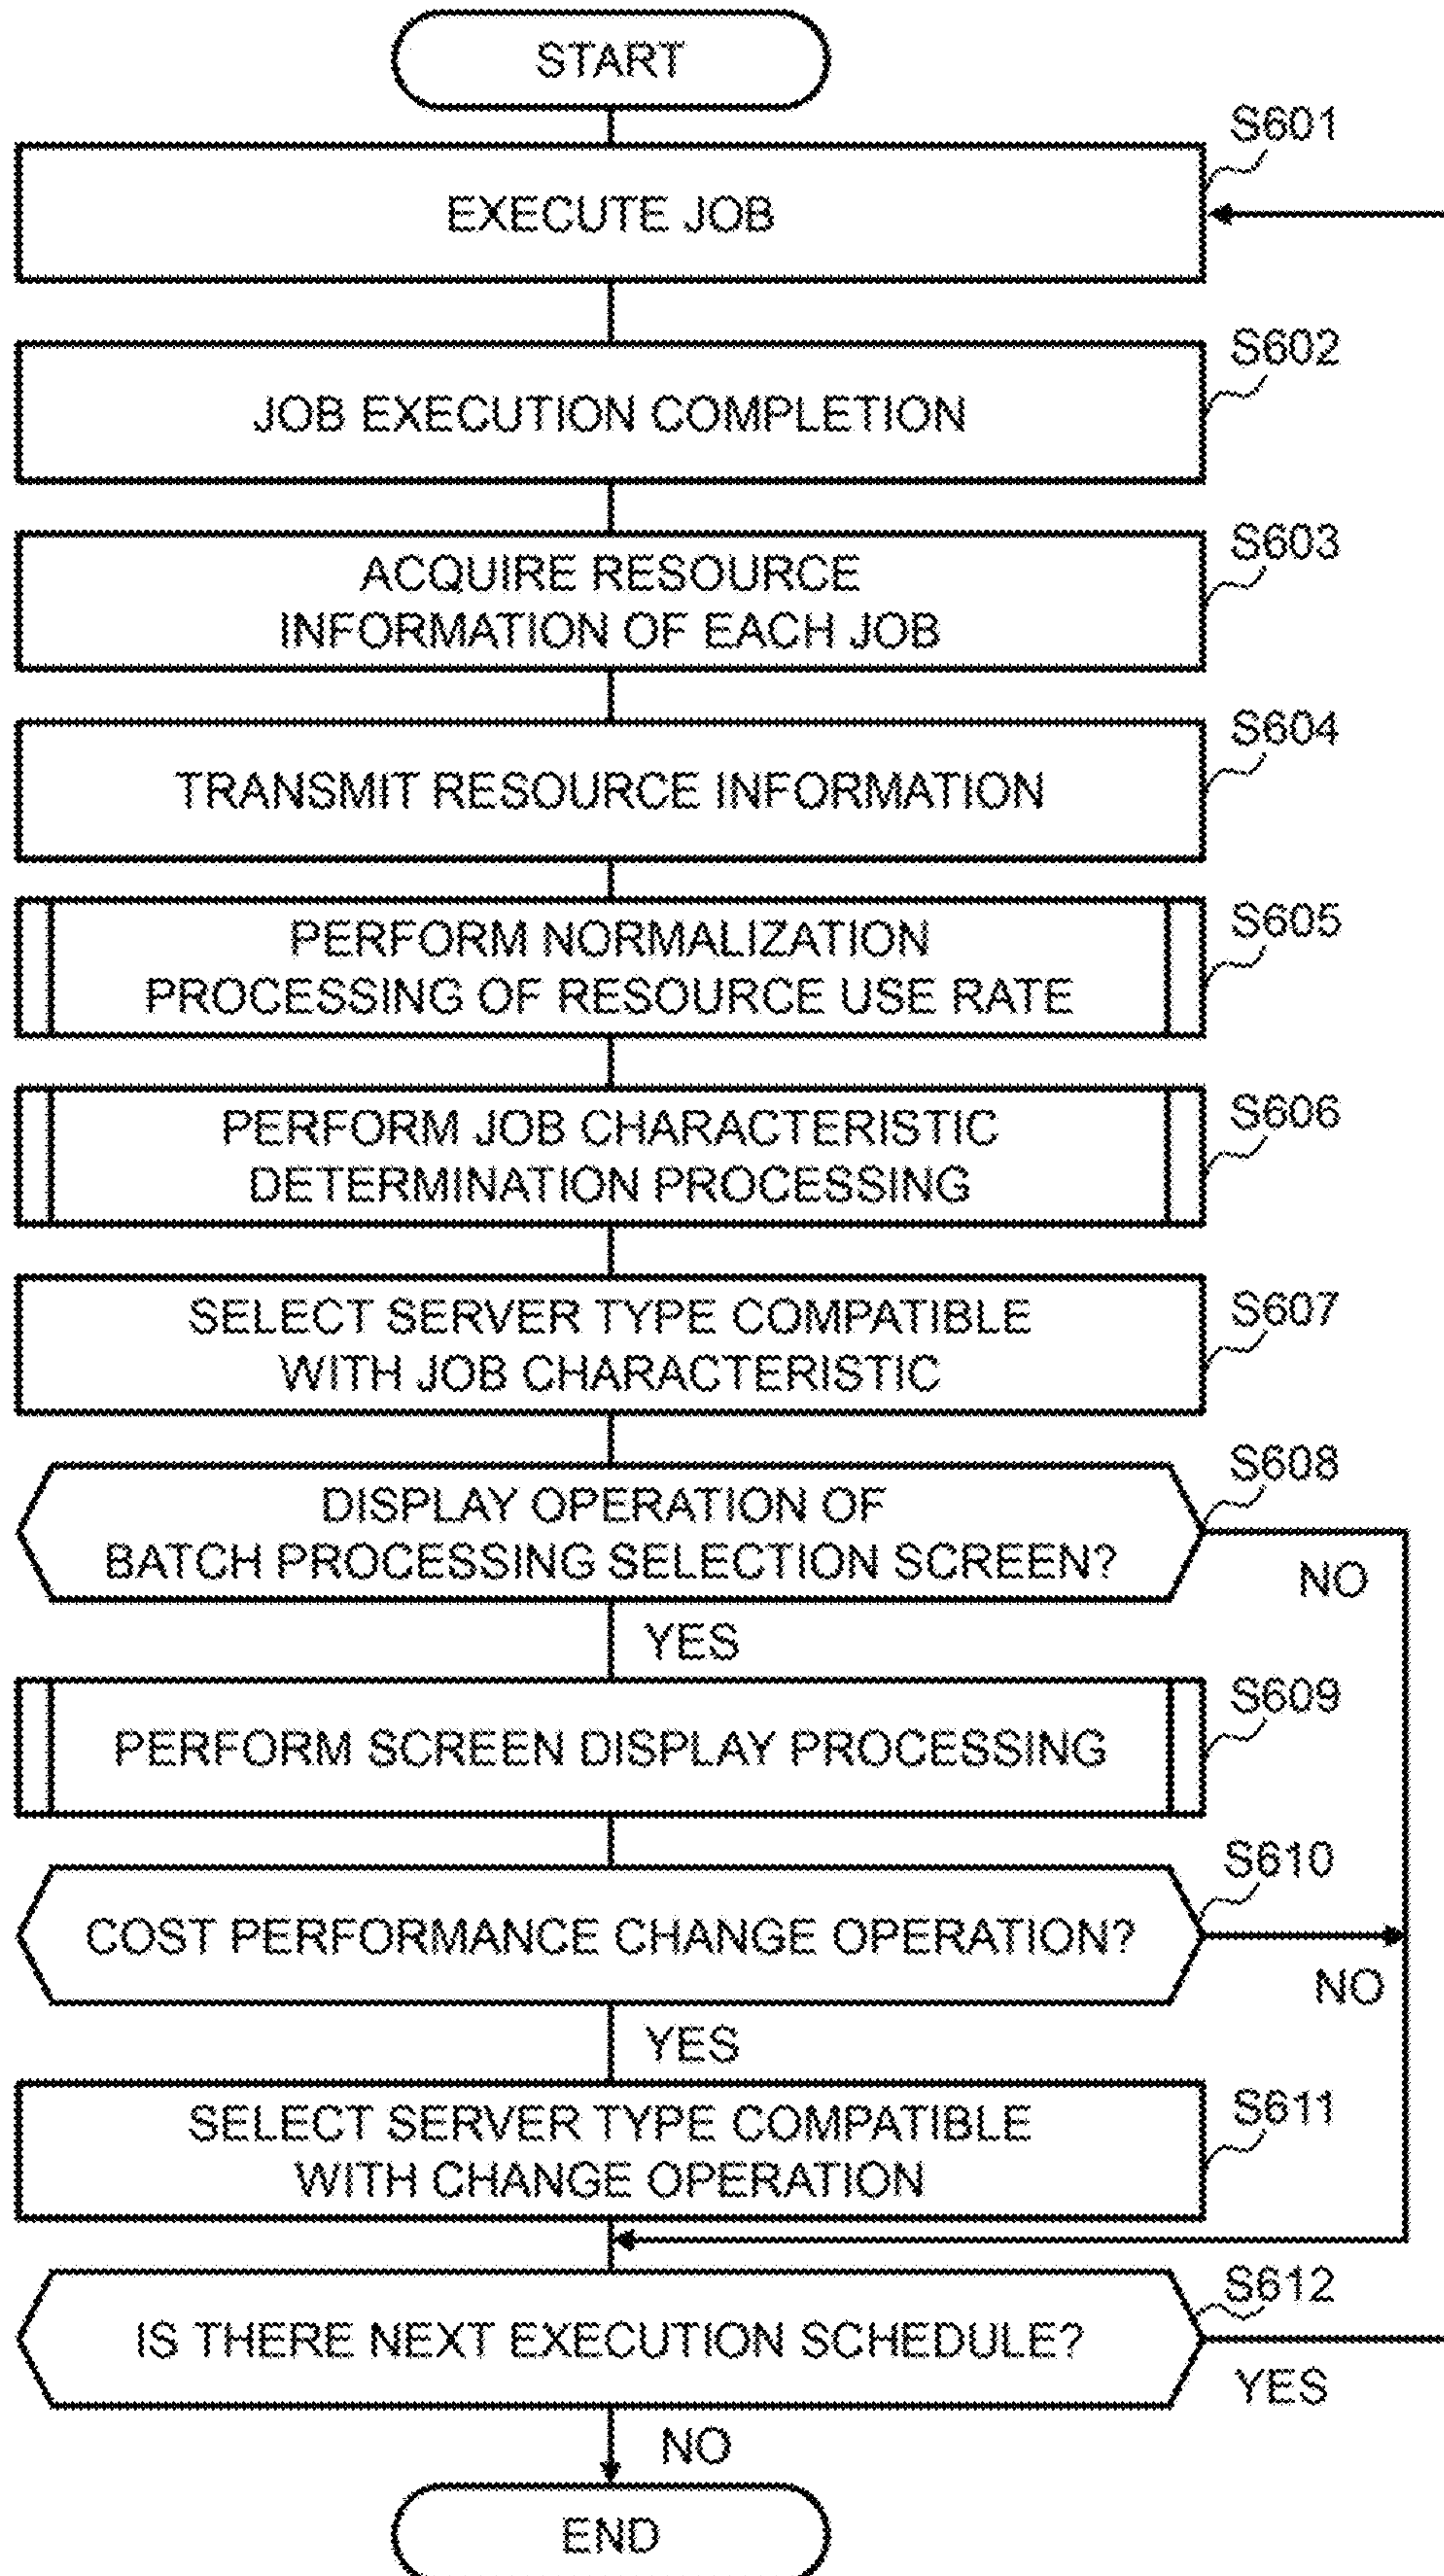 START
S601
EXECUTE JOB
S602
JOB EXECUTION COMPLETION
S603
ACQUIRE RESOURCE
INFORMATION OF EACH JOB
S604
TRANSMIT RESOURCE INFORMATION
S605
PERFORM NORMALIZATION
PROCESSING OF RESOURCE USE RATE
S606
PERFORM JOB CHARACTERISTIC
DETERMINATION PROCESSING
S607
SELECT SERVER TYPE COMPATIBLE
WITH JOB CHARACTERISTIC
S608
DISPLAY OPERATION OF
BATCH PROCESSING SELECTION SCREEN?
NO
YES
S609
PERFORM SCREEN DISPLAY PROCESSING
S610
COST PERFORMANCE CHANGE OPERATION?
NO
YES
S611
SELECT SERVER TYPE COMPATIBLE
WITH CHANGE OPERATION
S612
IS THERE NEXT EXECUTION SCHEDULE?
YES
NO
END